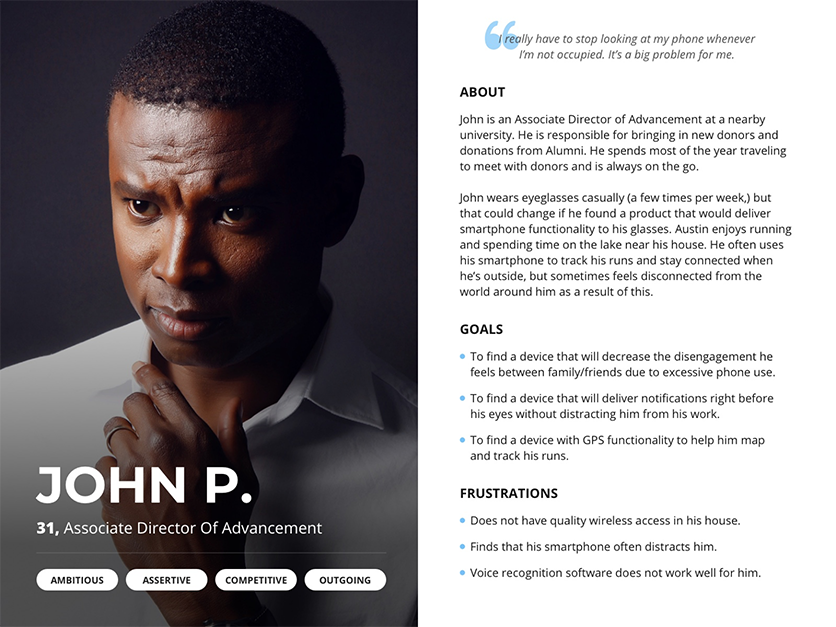 JOHN P.
31, Associate Director Of Advancement
AMBITIOUS
ASSERTIVE
COMPETITIVE
OUTGOING
“I really have to stop looking at my phone whenever
I’m not occupied. It’s a big problem for me.
ABOUT
John is an Associate Director of Advancement at a nearby
university. He is responsible for bringing in new donors and
donations from Alumni. He spends most of the year traveling
to meet with donors and is always on the go.
John wears eyeglasses casually (a few times per week,) but
that could change if he found a product that would deliver
smartphone functionality to his glasses. Austin enjoys running
and spending time on the lake near his house. He often uses
his smartphone to track his runs and stay connected when
he’s outside, but sometimes feels disconnected from the
world around him as a result of this.
GOALS
To find a device that will decrease the disengagement he
feels between family/friends due to excessive phone use.
To find a device that will deliver notifications right before
his eyes without distracting him from his work.
To find a device with GPS functionality to help him map
and track his runs.
FRUSTRATIONS
Does not have quality wireless access in his house.
Finds that his smartphone often distracts him.
Voice recognition software does not work well for him.